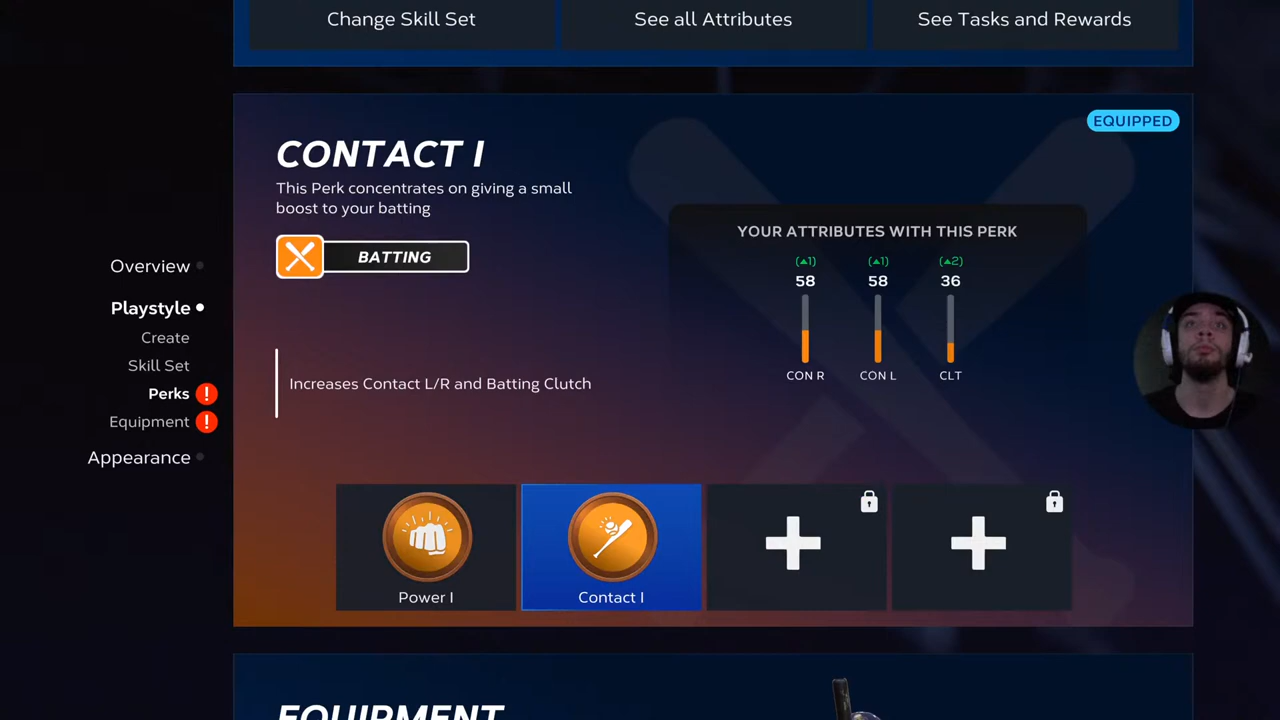 Change Skill Set
See all Attributes
See Tasks and Rewards
EQUIPPED
CONTACT I
This Perk concentrates on giving a small
boost to your batting
BATTING
YOUR ATTRIBUTES WITH THIS PERK
(▲1) (▲1) (▲2)
58 58 36
CON R CON L CLT
Increases Contact L/R and Batting Clutch
Overview
Playstyle
Create
Skill Set
Perks !
Equipment !
Appearance
Power I
Contact I
EQUIPMENT